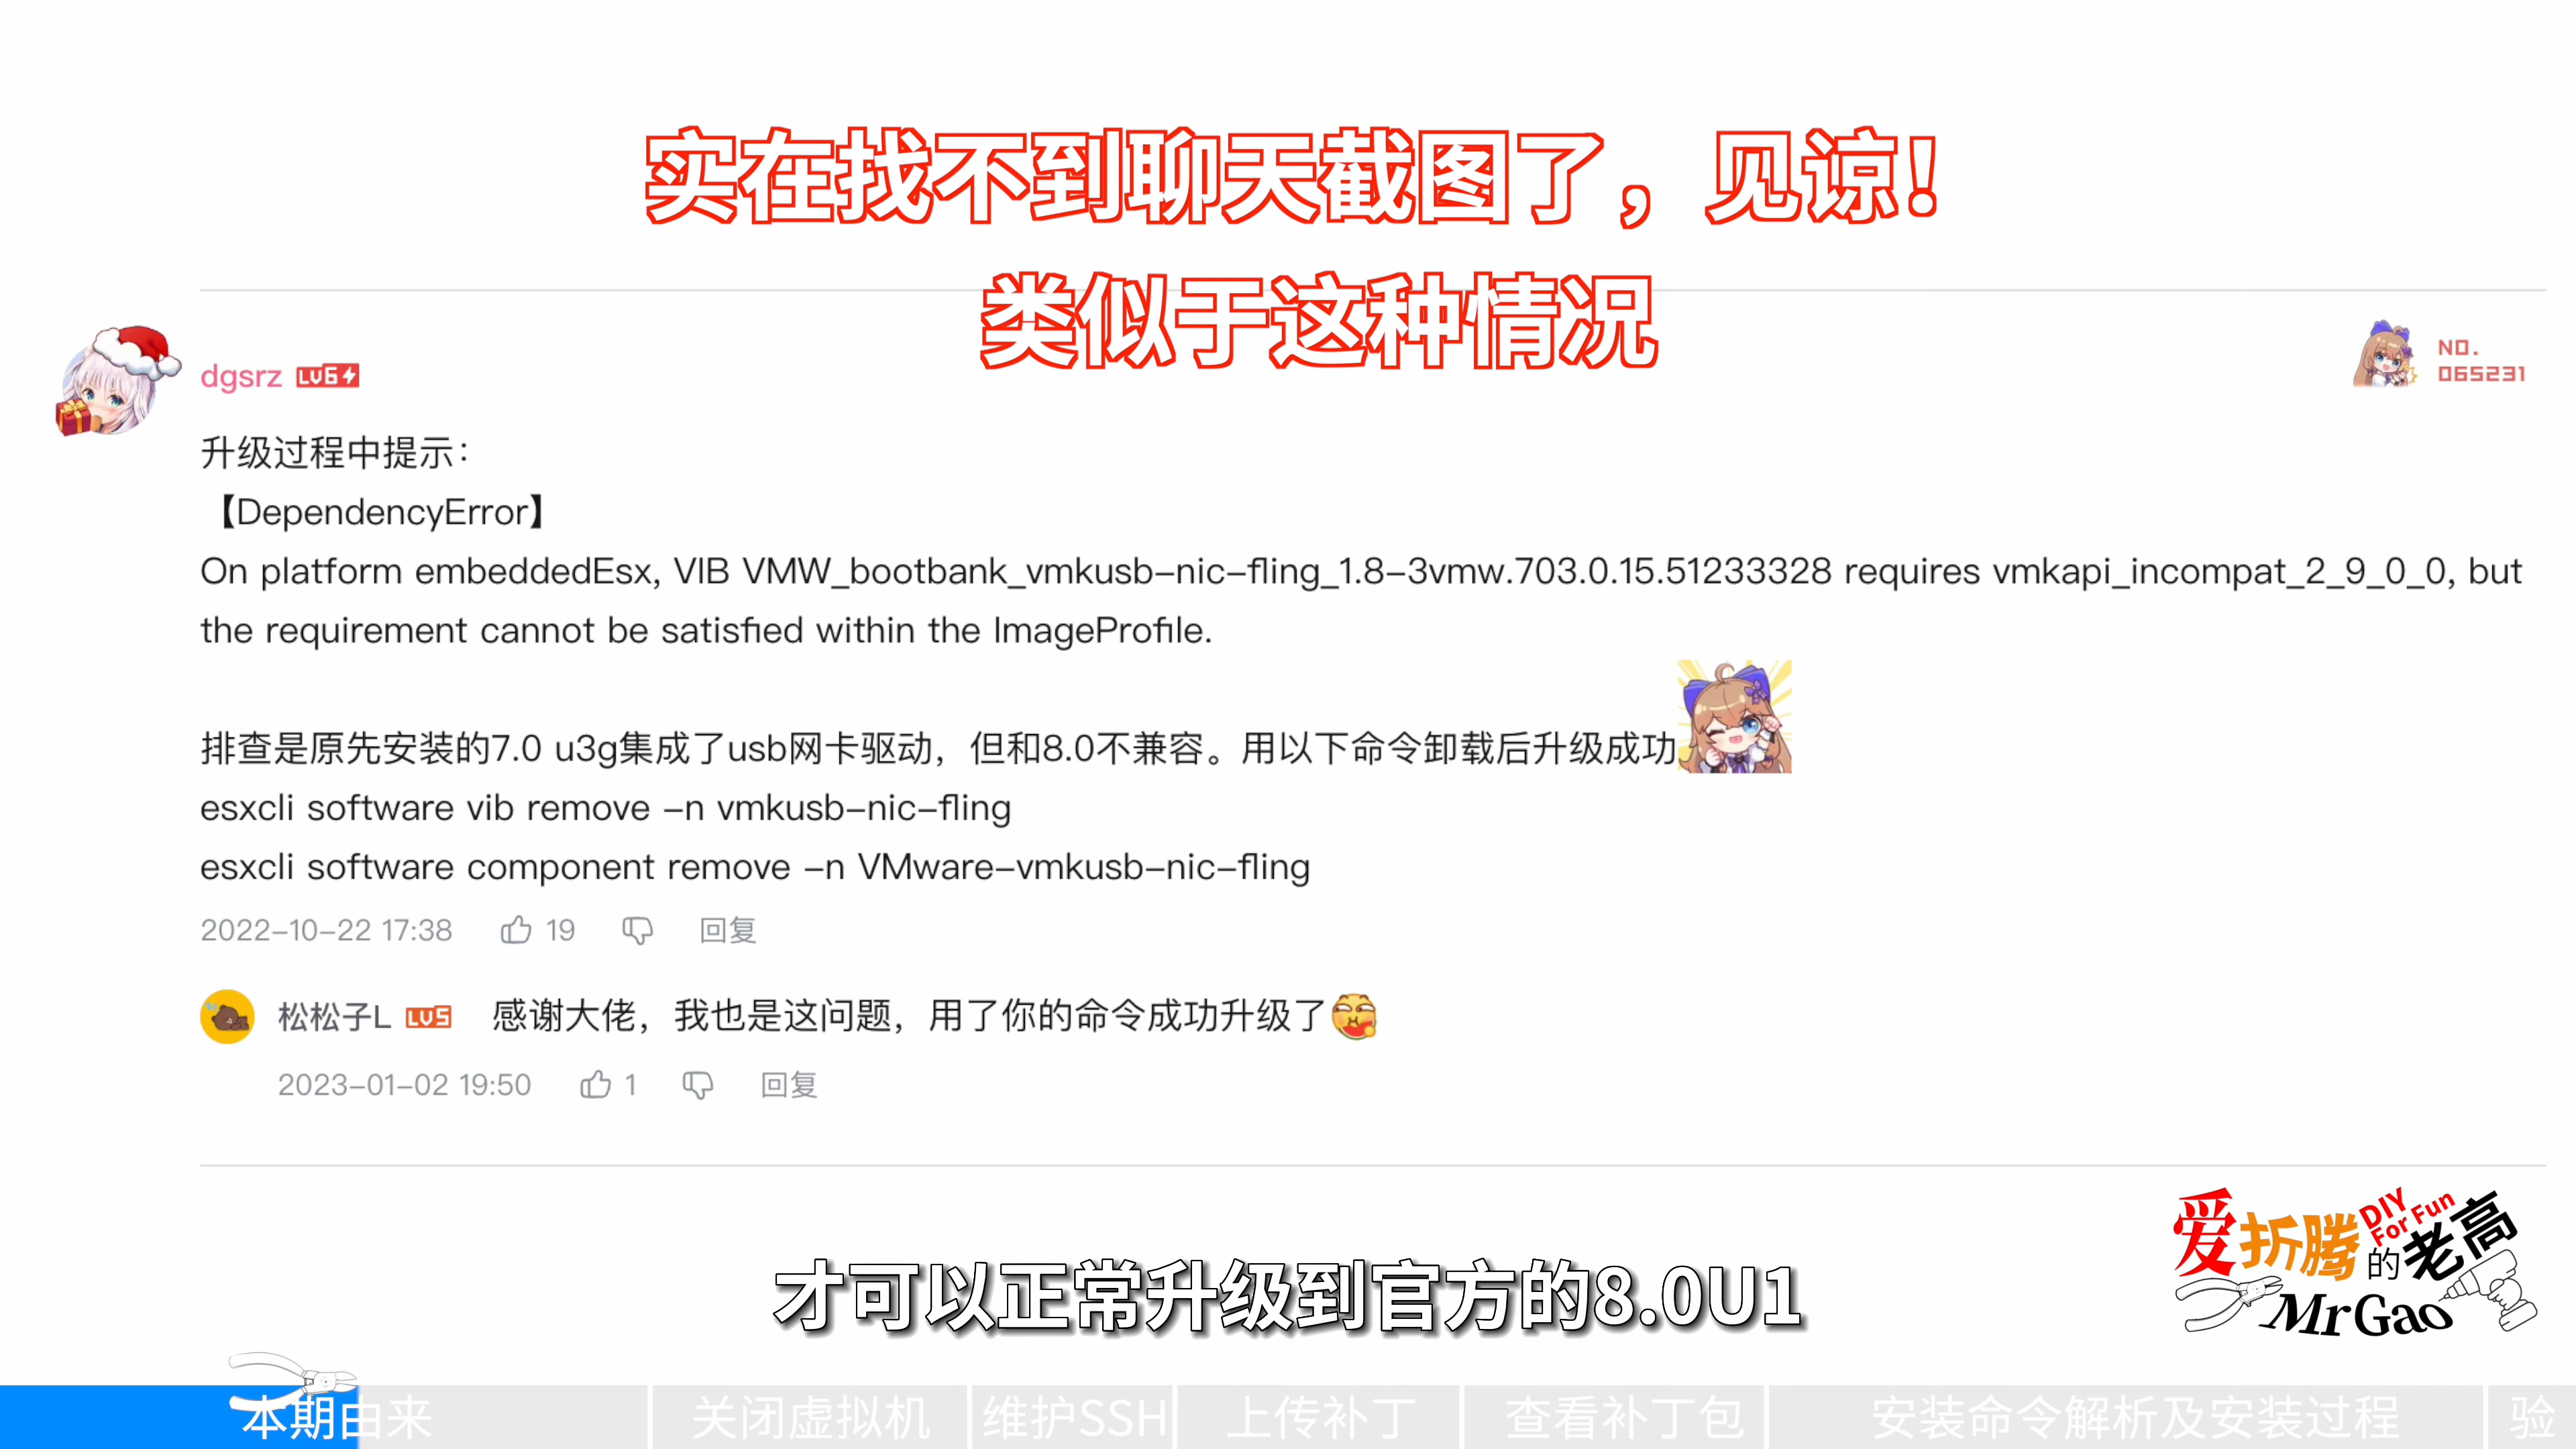 实在找不到聊天截图了，见谅！
类似于这种情况
dgsrz LV6
NO.
065231
升级过程中提示：
【DependencyError】
On platform embeddedEsx, VIB VMW_bootbank_vmkusb-nic-fling_1.8-3vmw.703.0.15.51233328 requires vmkapi_incompat_2_9_0_0, but
the requirement cannot be satisfied within the ImageProfile.
排查是原先安装的7.0 u3g集成了usb网卡驱动，但和8.0不兼容。用以下命令卸载后升级成功
esxcli software vib remove -n vmkusb-nic-fling
esxcli software component remove -n VMware-vmkusb-nic-fling
2022-10-22 17:38 19 回复
松松子L LV5 感谢大佬，我也是这问题，用了你的命令成功升级了
2023-01-02 19:50 1 回复
爱折腾的老高
DIY For Fun
MrGao
才可以正常升级到官方的8.0U1
本期由来 关闭虚拟机 维护SSH 上传补丁 查看补丁包 安装命令解析及安装过程 验